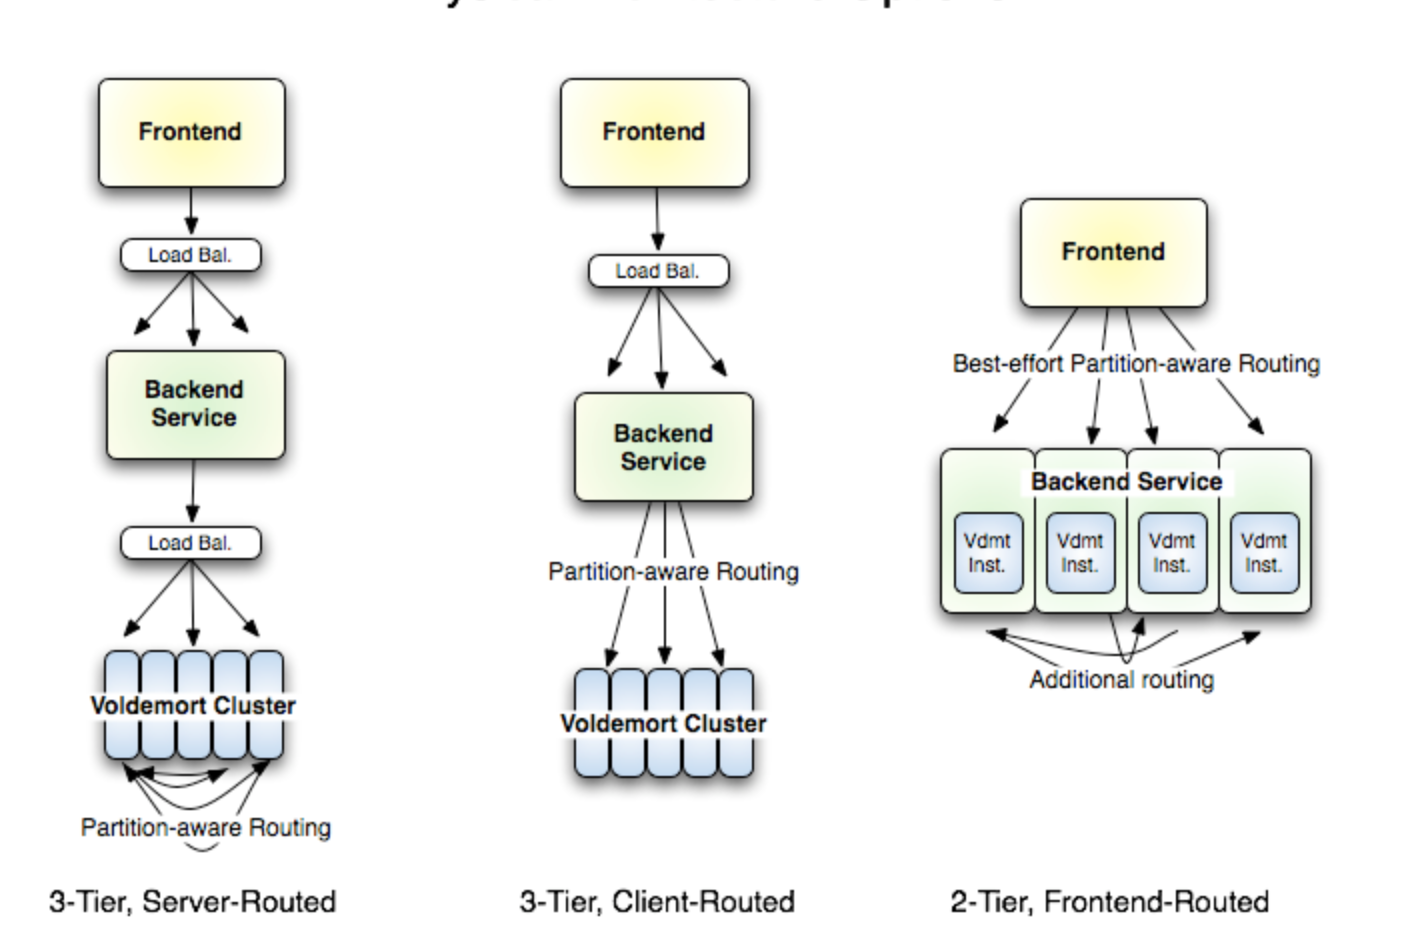 Frontend
Load Bal.
Backend
Service
Load Bal.
Voldemort Cluster
Partition-aware Routing
3-Tier, Server-Routed
Frontend
Load Bal.
Backend
Service
Partition-aware Routing
Voldemort Cluster
3-Tier, Client-Routed
Frontend
Best-effort Partition-aware Routing
Backend Service
Vdmt
Inst.
Vdmt
Inst.
Vdmt
Inst.
Vdmt
Inst.
Additional routing
2-Tier, Frontend-Routed